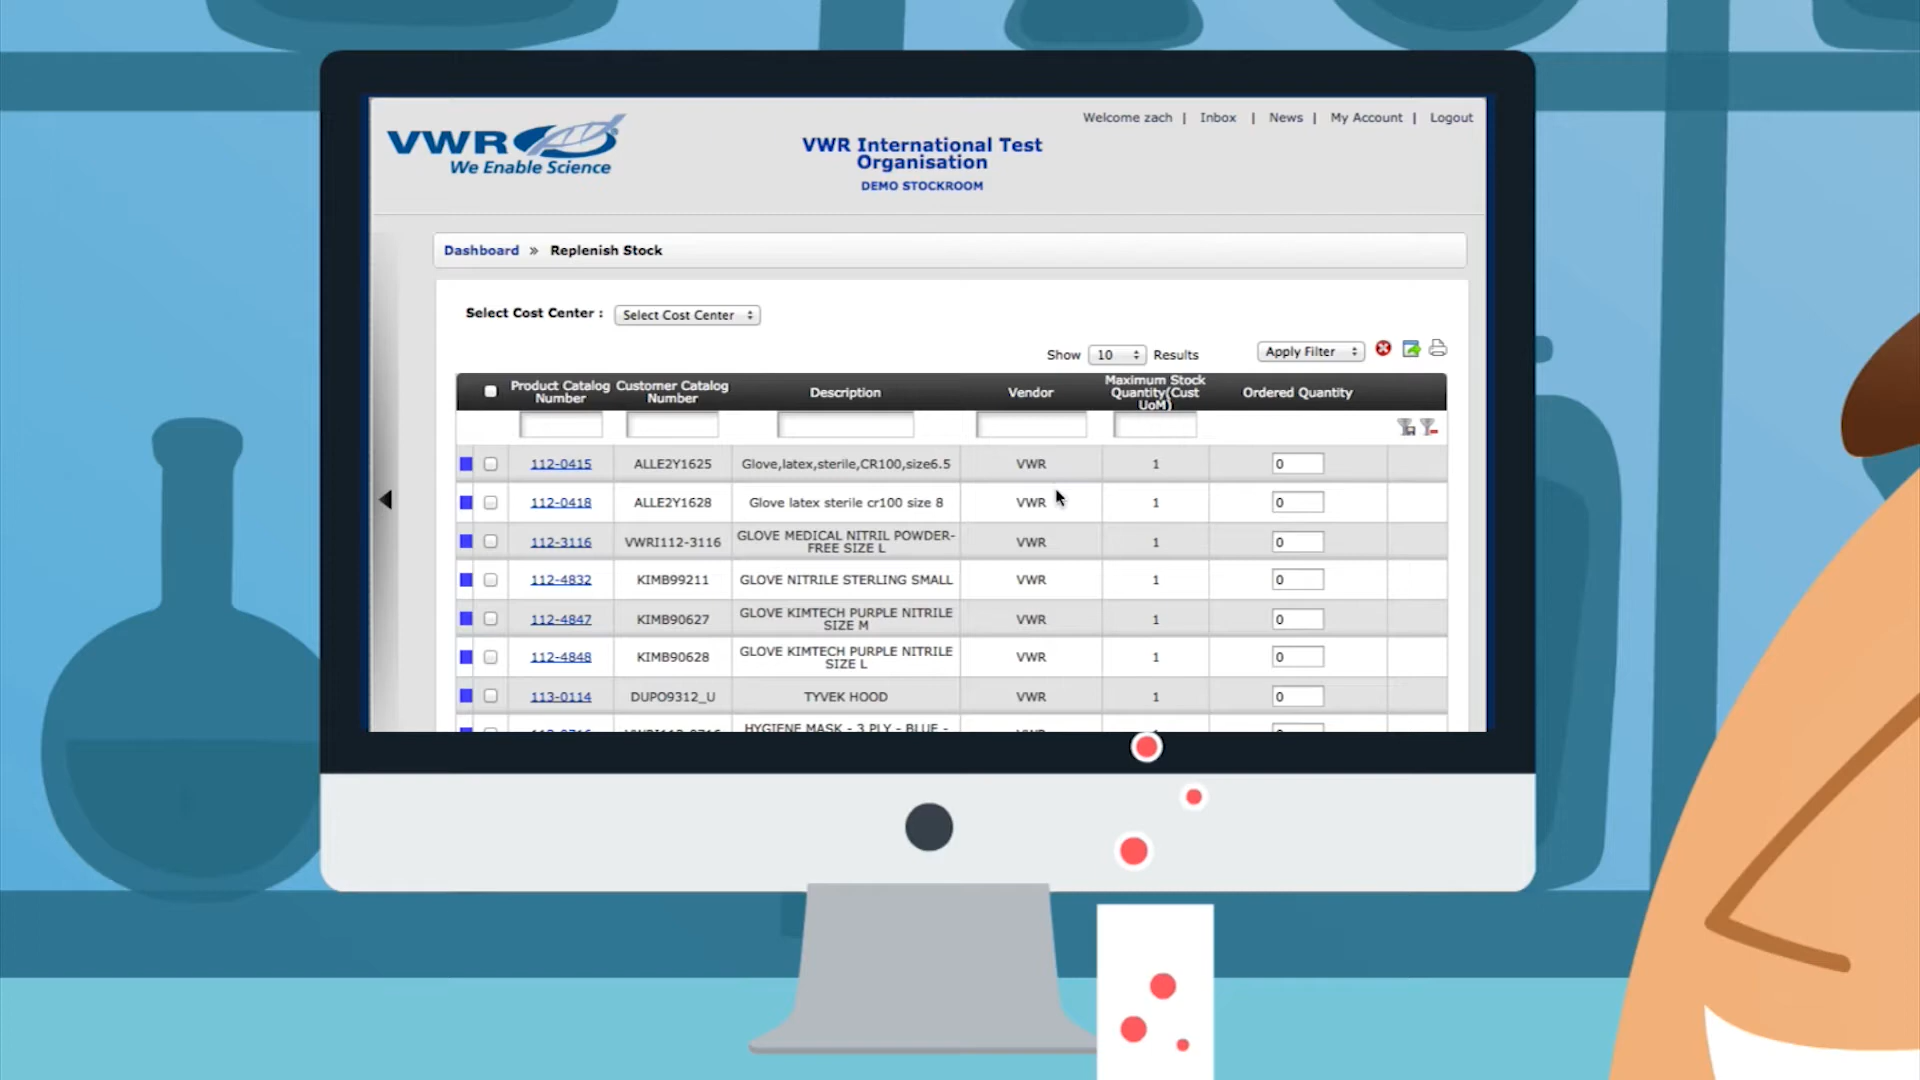 Welcome zach | Inbox | News | My Account | Logout
VWR
We Enable Science
VWR International Test
Organisation
DEMO STOCKROOM
Dashboard » Replenish Stock
Select Cost Center : Select Cost Center
Show 10 Results Apply Filter
Product Catalog Number Customer Catalog Number Description Vendor Maximum Stock Quantity(Cust UoM) Ordered Quantity
112-0415 ALLE2Y1625 Glove,latex,sterile,CR100,size6.5 VWR 1 0
112-0418 ALLE2Y1628 Glove latex sterile cr100 size 8 VWR 1 0
112-3116 VWRI112-3116 GLOVE MEDICAL NITRIL POWDER-
FREE SIZE L VWR 1 0
112-4832 KIMB99211 GLOVE NITRILE STERLING SMALL VWR 1 0
112-4847 KIMB90627 GLOVE KIMTECH PURPLE NITRILE
SIZE M VWR 1 0
112-4848 KIMB90628 GLOVE KIMTECH PURPLE NITRILE
SIZE L VWR 1 0
113-0114 DUPO9312_U TYVEK HOOD VWR 1 0
HYGIENE MASK - 3 PLY - BLUE -